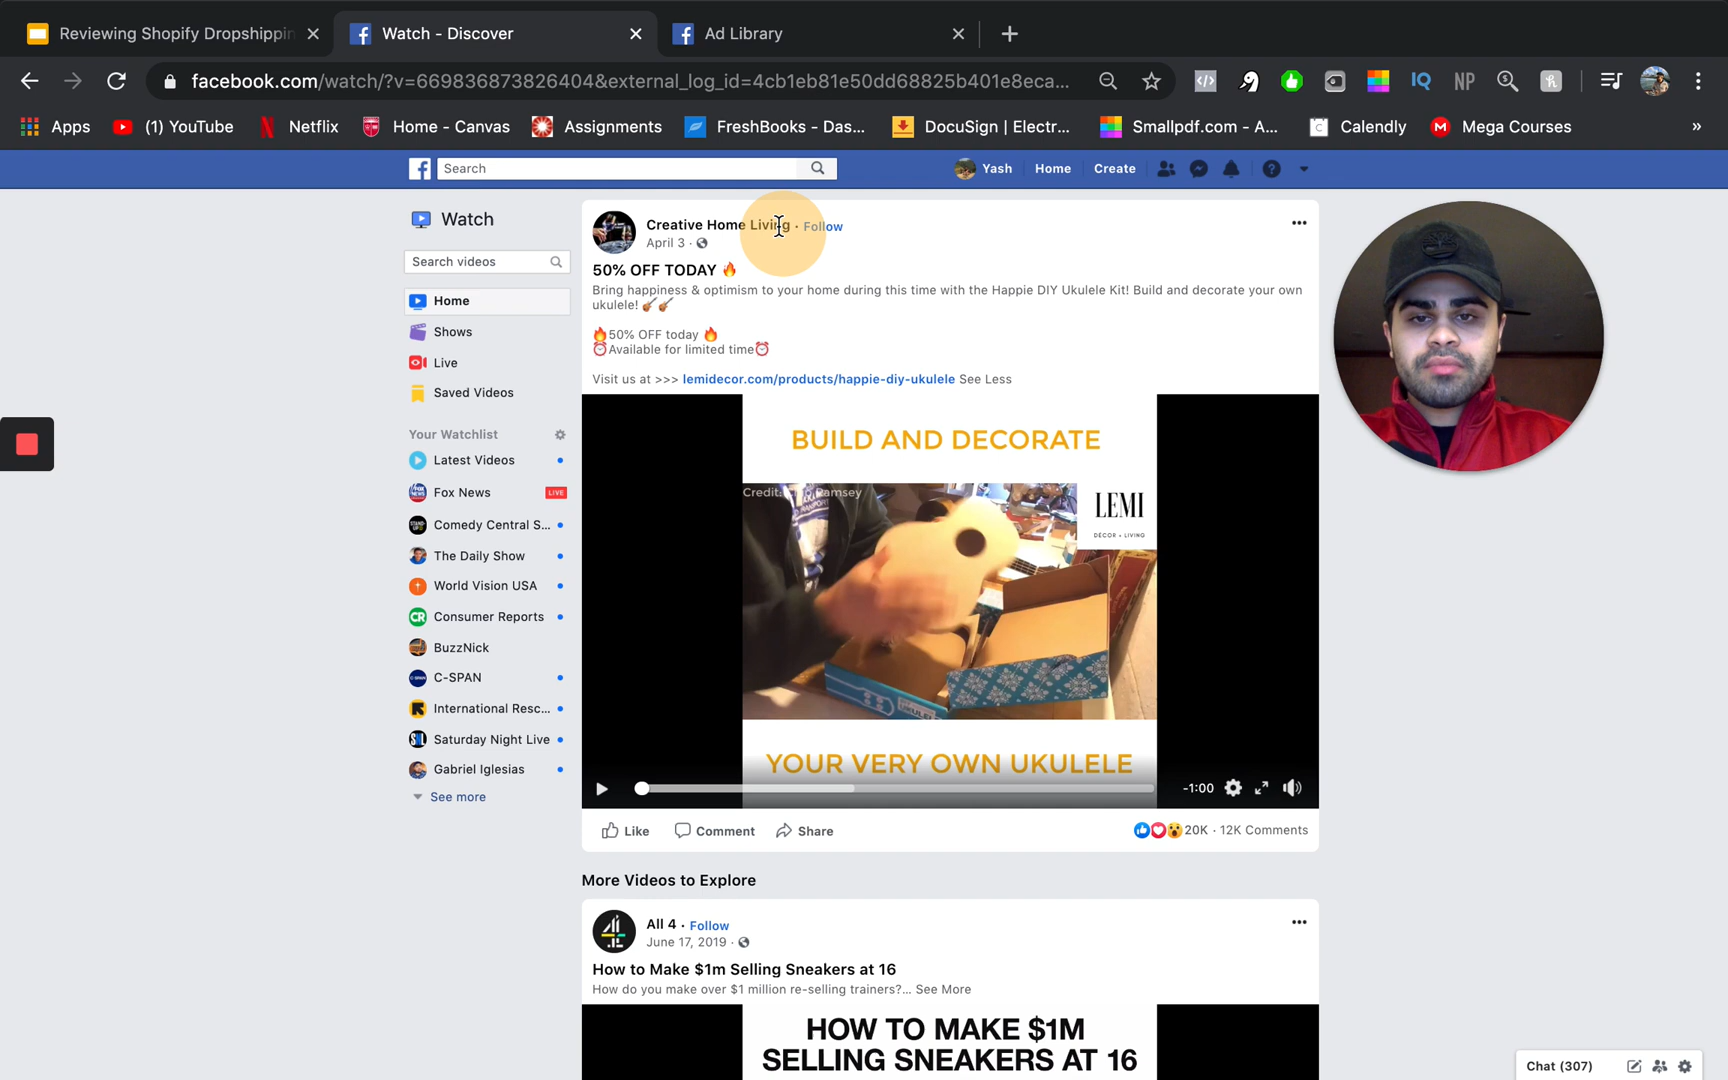 Reviewing Shopify Dropshippin
Watch - Discover
Ad Library
facebook.com/watch/?v=669836873826404&external_log_id=4cb1eb81e50dd68825b401e8eca...
IQ
NP
Apps
(1) YouTube
Netflix
Home - Canvas
Assignments
FreshBooks - Das...
DocuSign | Electr...
Smallpdf.com - A...
Calendly
Mega Courses
»
Search
Yash
Home
Create
Watch
Search videos
Home
Shows
Live
Saved Videos
Your Watchlist
Latest Videos
Fox News
LIVE
Comedy Central S...
The Daily Show
World Vision USA
Consumer Reports
BuzzNick
C-SPAN
International Resc...
Saturday Night Live
Gabriel Iglesias
See more
Creative Home Living · Follow
April 3 ·
50% OFF TODAY 🔥
Bring happiness & optimism to your home during this time with the Happie DIY Ukulele Kit! Build and decorate your own
ukulele! 🎸🎸
🔥50% OFF today 🔥
⏰Available for limited time⏰
Visit us at >>> lemidecor.com/products/happie-diy-ukulele See Less
BUILD AND DECORATE
Credit: Ramsey
LEMI
DECOR + LIVING
YOUR VERY OWN UKULELE
-1:00
Like
Comment
Share
20K · 12K Comments
More Videos to Explore
All 4 · Follow
June 17, 2019 ·
How to Make $1m Selling Sneakers at 16
How do you make over $1 million re-selling trainers?... See More
HOW TO MAKE $1M
SELLING SNEAKERS AT 16
Chat (307)